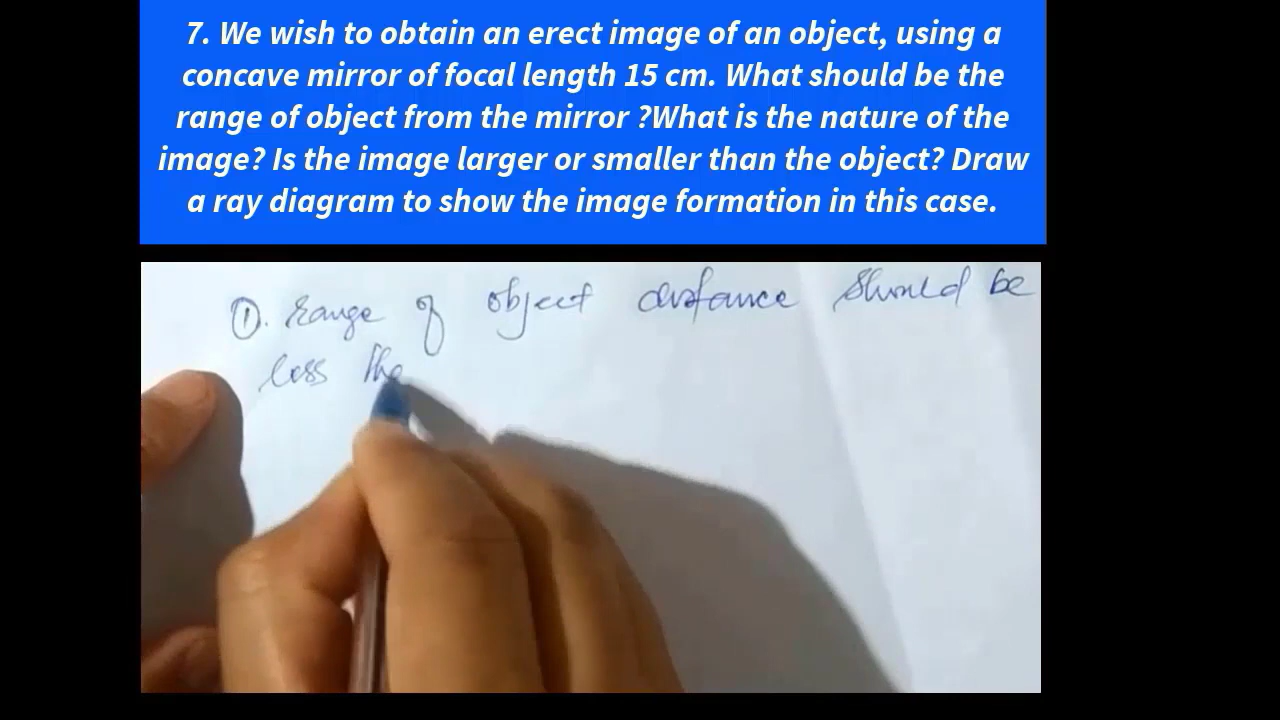 7. We wish to obtain an erect image of an object, using a
concave mirror of focal length 15 cm. What should be the
range of object from the mirror ?What is the nature of the
image? Is the image larger or smaller than the object? Draw
a ray diagram to show the image formation in this case.
①. range of object distance should be
less the